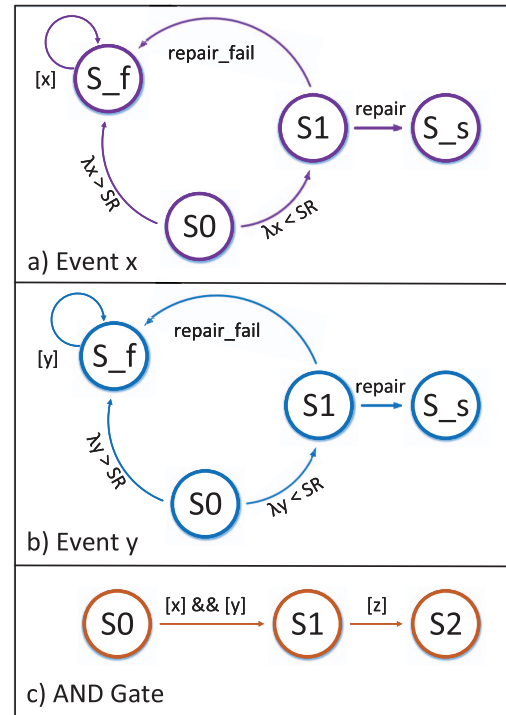 repair_fail
[x]
S_f
S1
repair
S_s
λx > SR
S0
λx < SR
a) Event x
repair_fail
[y]
S_f
S1
repair
S_s
λy > SR
S0
λy < SR
b) Event y
S0
[x] && [y]
S1
[z]
S2
c) AND Gate